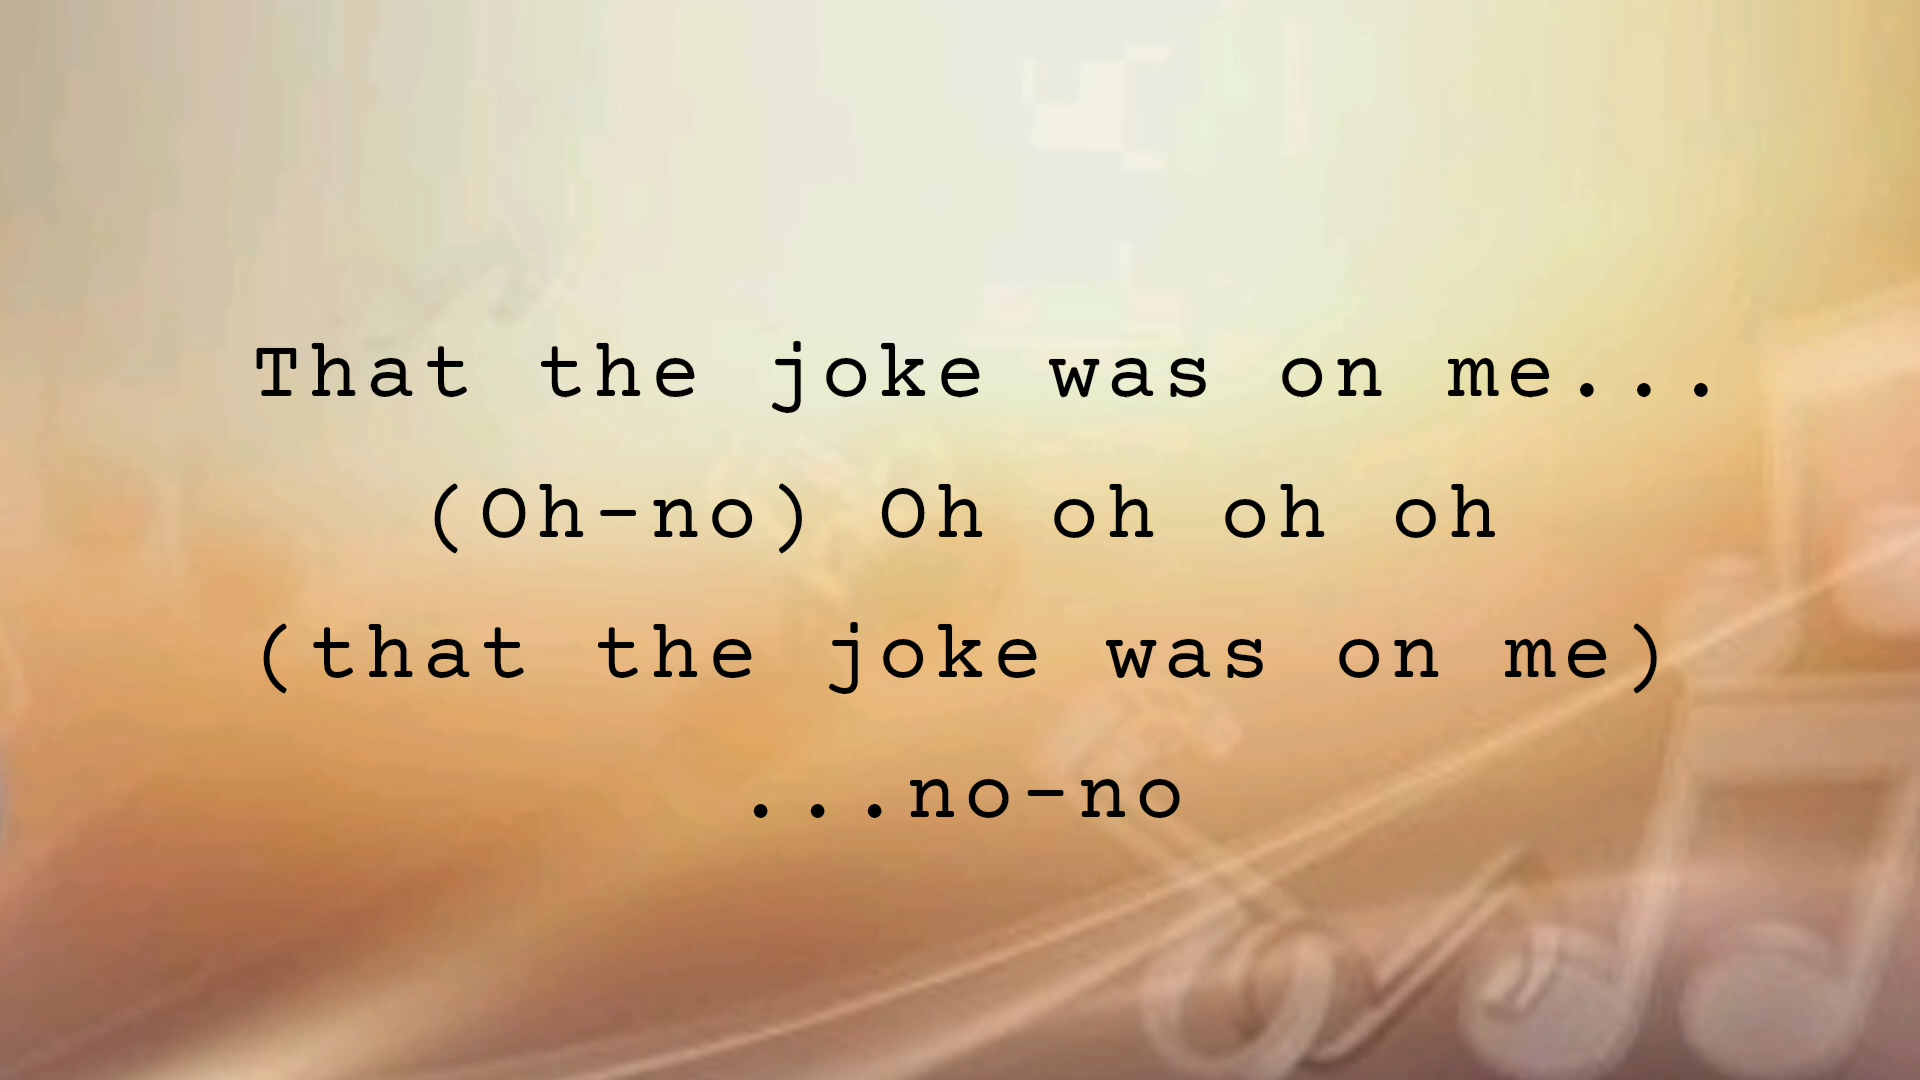 That the joke was on me...
(Oh-no) Oh oh oh oh
(that the joke was on me)
...no-no